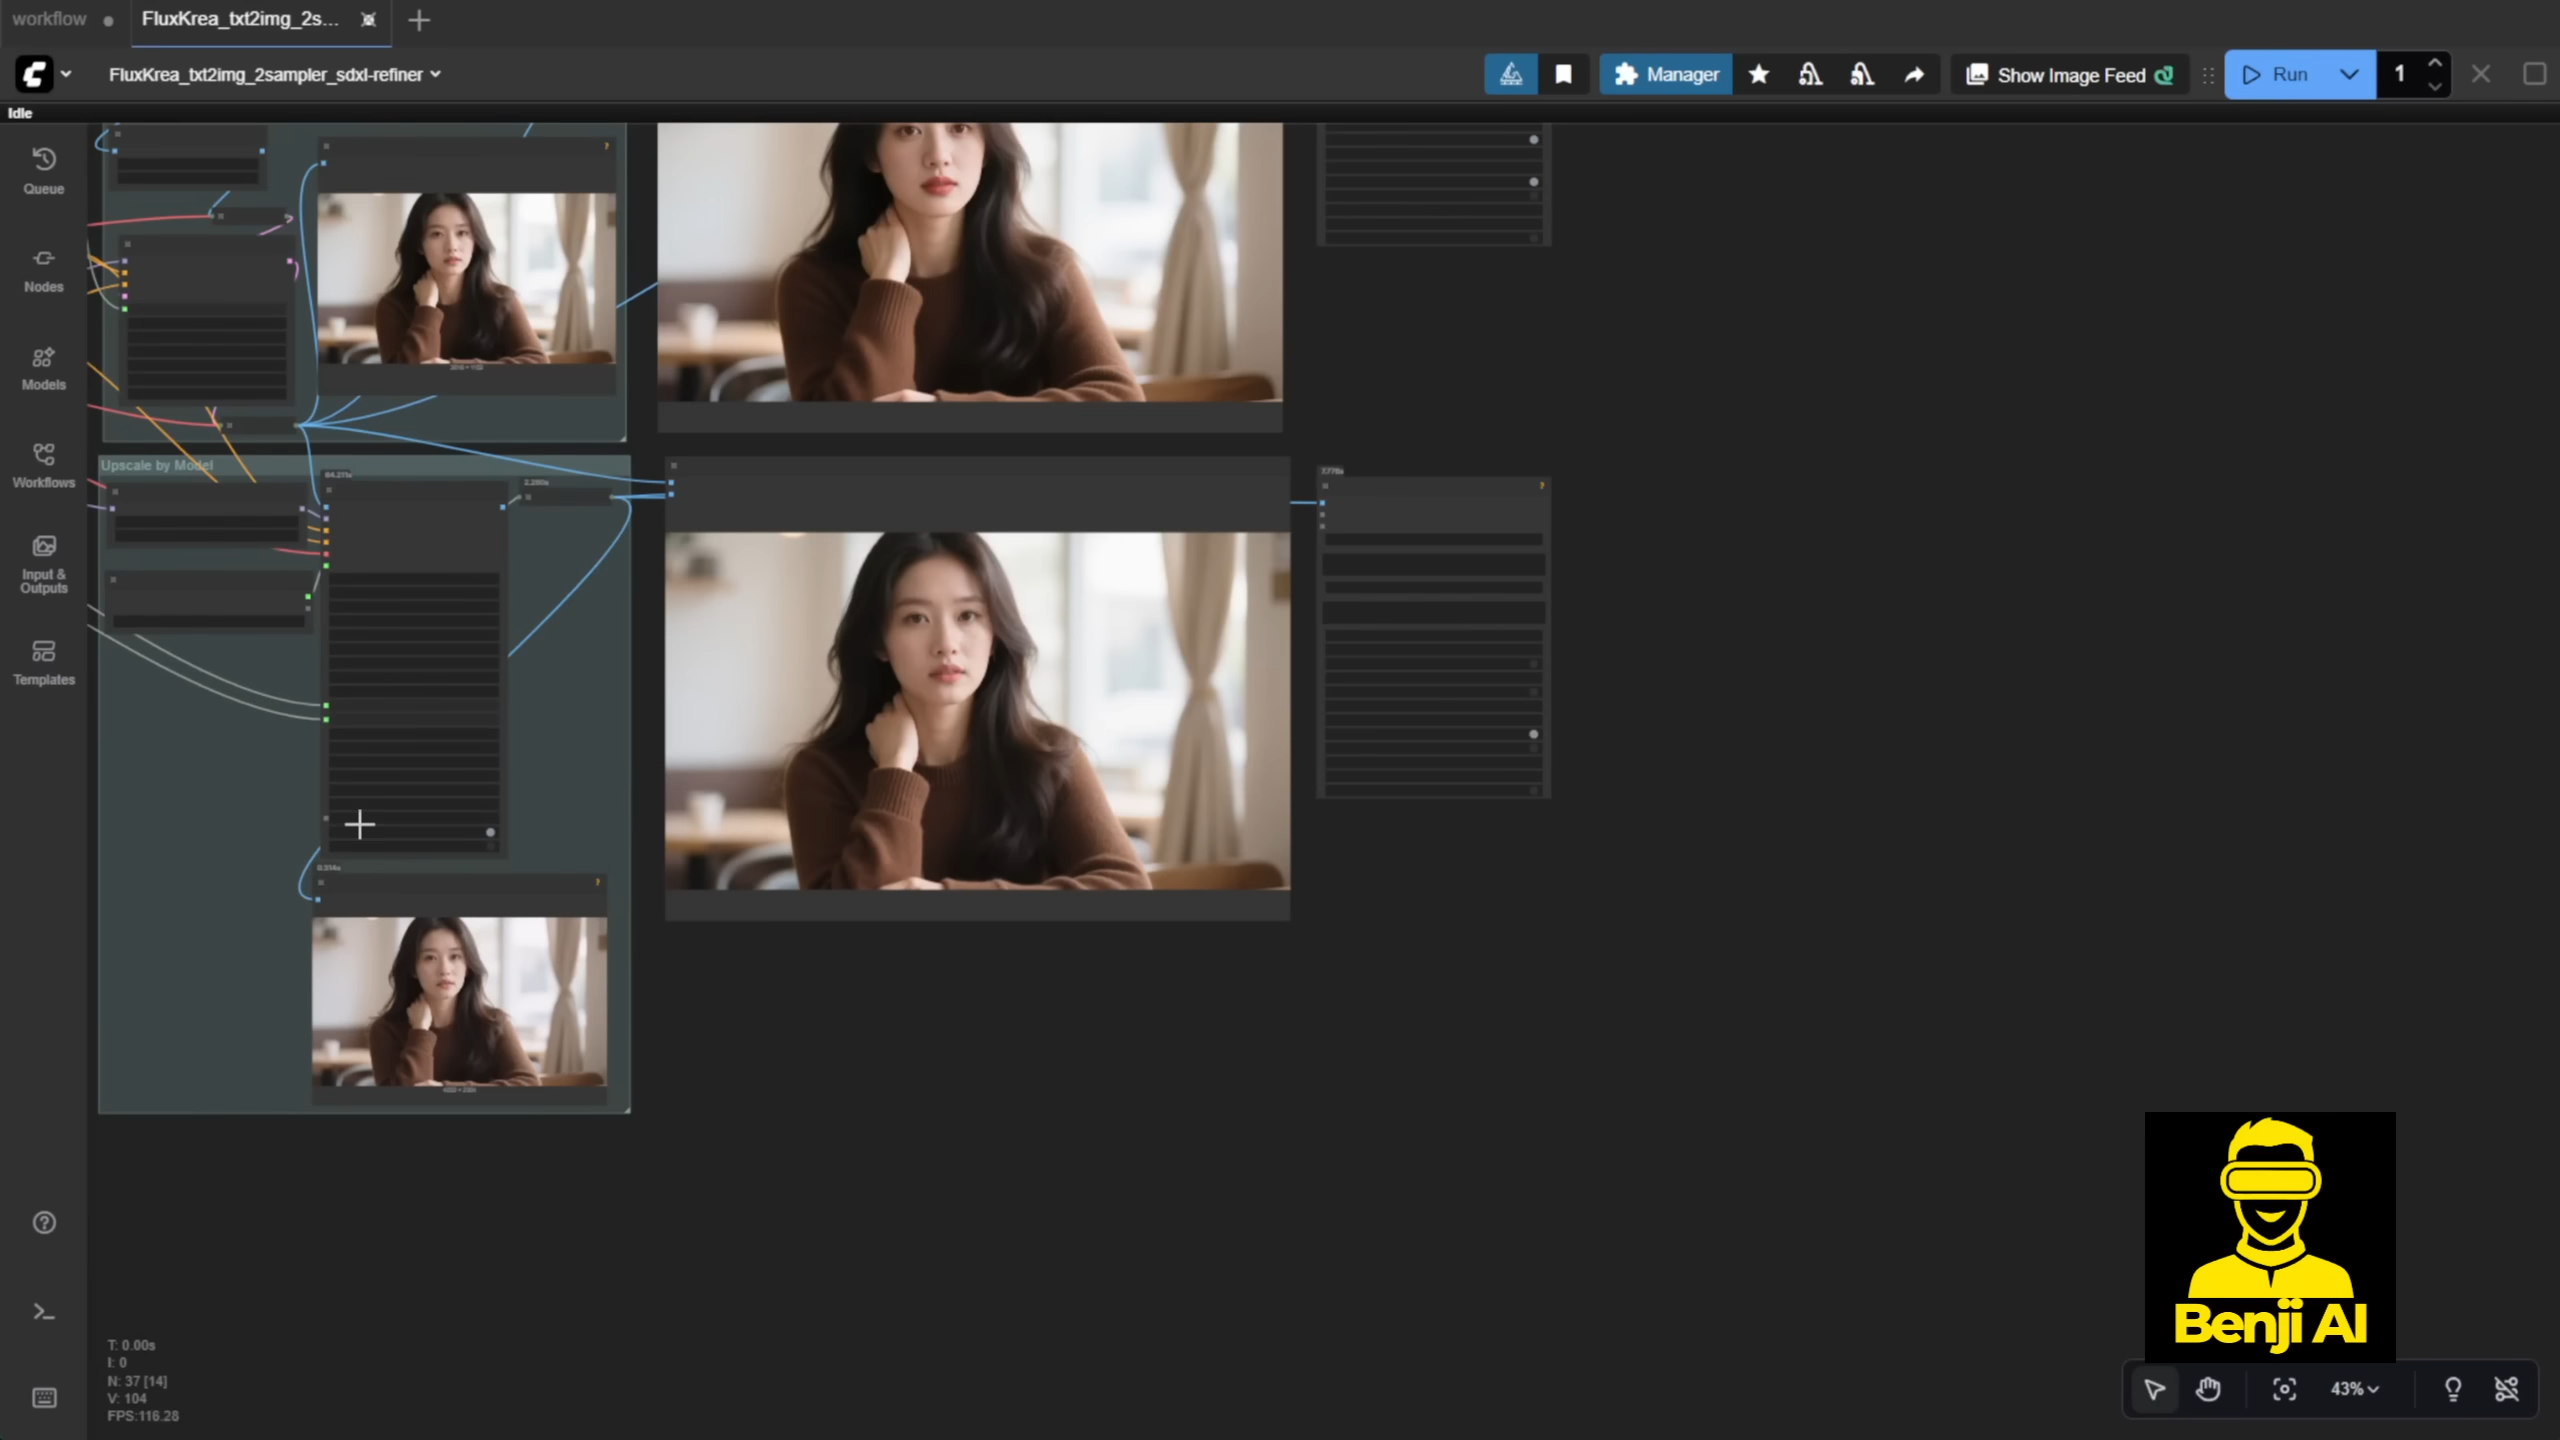 workflow
FluxKrea_txt2img_2s...
FluxKrea_txt2img_2sampler_sdxl-refiner
Manager
Show Image Feed
Run
1
Idle
Queue
Nodes
Models
Workflows
Input &
Outputs
Templates
Upscale by Model
T: 0.00s
I: 0
N: 37 [14]
V: 104
FPS:116.28
Benji AI
43%